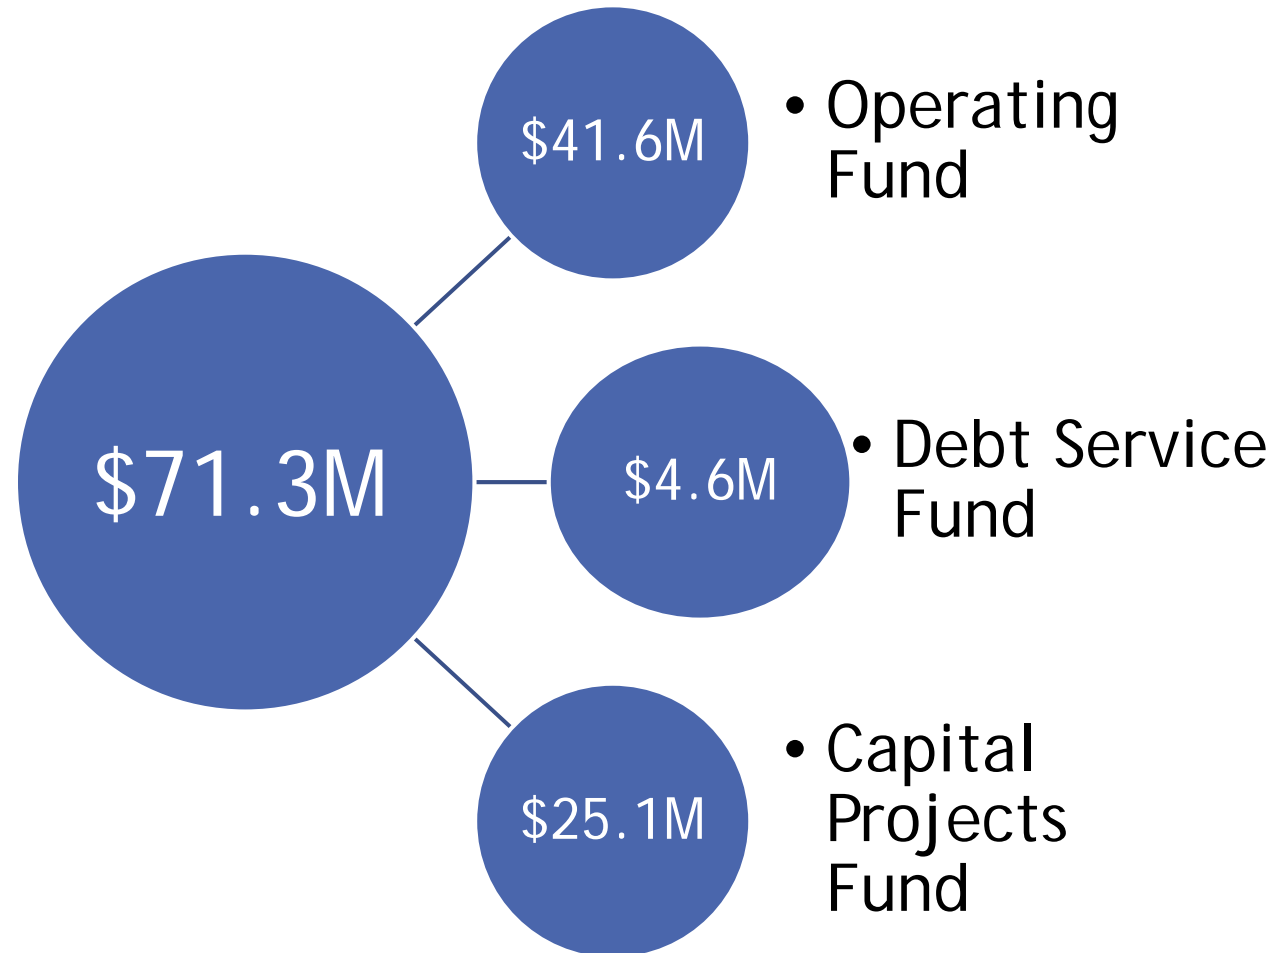 $71.3M
$41.6M
• Operating
Fund
$4.6M
• Debt Service
Fund
$25.1M
• Capital
Projects
Fund